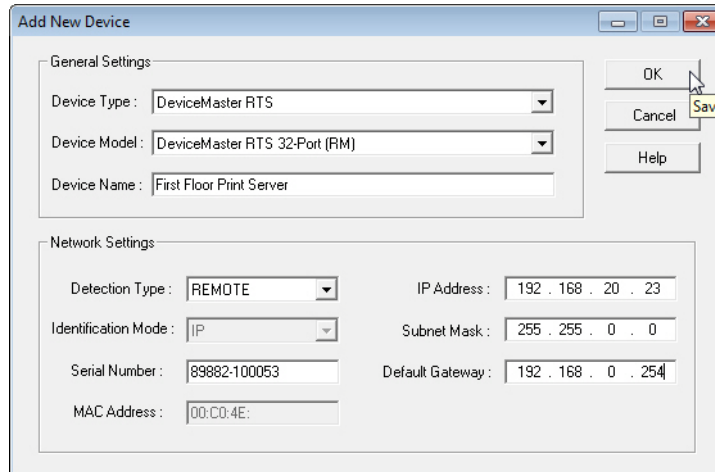 Add New Device
General Settings
Device Type : DeviceMaster RTS
Device Model : DeviceMaster RTS 32-Port (RM)
Device Name : First Floor Print Server
OK
Sav
Cancel
Help
Network Settings
Detection Type : REMOTE
Identification Mode : IP
Serial Number : 89882-100053
MAC Address : 00:C0:4E:
IP Address : 192 . 168 . 20 . 23
Subnet Mask : 255 . 255 . 0 . 0
Default Gateway : 192 . 168 . 0 . 254